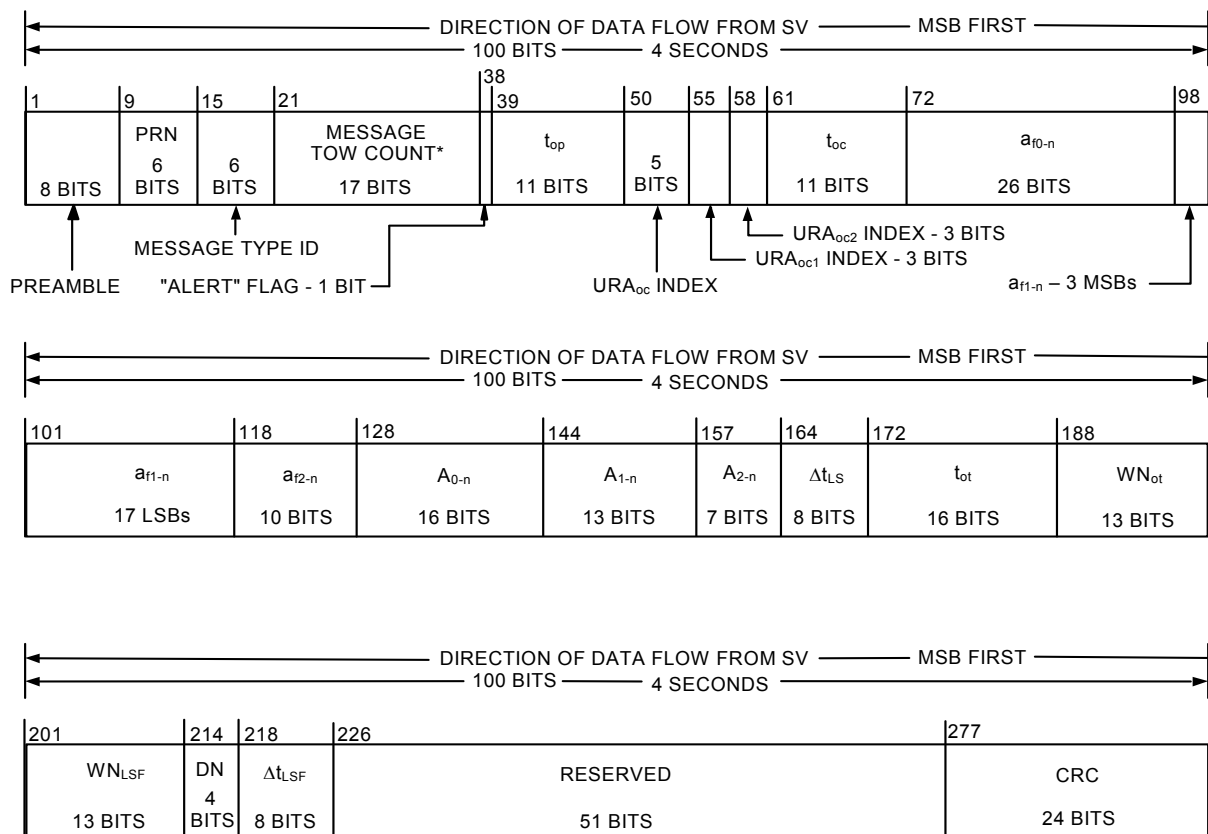 DIRECTION OF DATA FLOW FROM SV MSB FIRST
100 BITS 4 SECONDS
38
1 9 15 21 39 50 55 58 61 72 98
PRN MESSAGE t_op t_oc a_f0-n
TOW COUNT*
6 6 5
8 BITS BITS BITS 17 BITS 11 BITS BITS 11 BITS 26 BITS
URA_oc2 INDEX - 3 BITS
MESSAGE TYPE ID
URA_oc1 INDEX - 3 BITS
PREAMBLE "ALERT" FLAG - 1 BIT URA_oc INDEX a_f1-n – 3 MSBs
DIRECTION OF DATA FLOW FROM SV MSB FIRST
100 BITS 4 SECONDS
101 118 128 144 157 164 172 188
a_f1-n a_f2-n A_0-n A_1-n A_2-n Δt_LS t_ot WN_ot
17 LSBs 10 BITS 16 BITS 13 BITS 7 BITS 8 BITS 16 BITS 13 BITS
DIRECTION OF DATA FLOW FROM SV MSB FIRST
100 BITS 4 SECONDS
201 214 218 226 277
WN_LSF DN Δt_LSF RESERVED CRC
4
13 BITS BITS 8 BITS 51 BITS 24 BITS